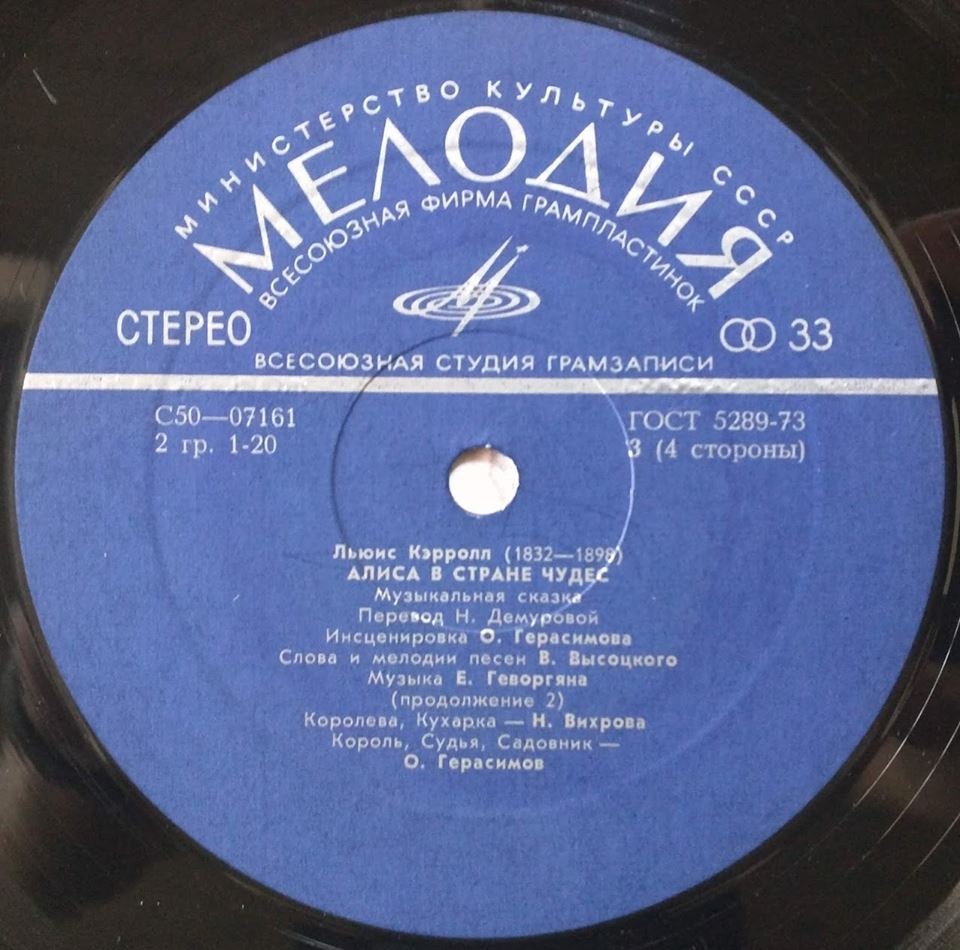 МИНИСТЕРСТВО КУЛЬТУРЫ СССР
МЕЛОДИЯ
ВСЕСОЮЗНАЯ ФИРМА ГРАМПЛАСТИНОК
СТЕРЕО
33
ВСЕСОЮЗНАЯ СТУДИЯ ГРАМЗАПИСИ
С50—07161
ГОСТ 5289-73
2 гр. 1-20
3 (4 стороны)
Льюис Кэрролл (1832—1898)
АЛИСА В СТРАНЕ ЧУДЕС
Музыкальная сказка
Перевод Н. Демуровой
Инсценировка О. Герасимова
Слова и мелодии песен В. Высоцкого
Музыка Е. Геворгяна
(продолжение 2)
Королева, Кухарка — Н. Вихрова
Король, Судья, Садовник —
О. Герасимов